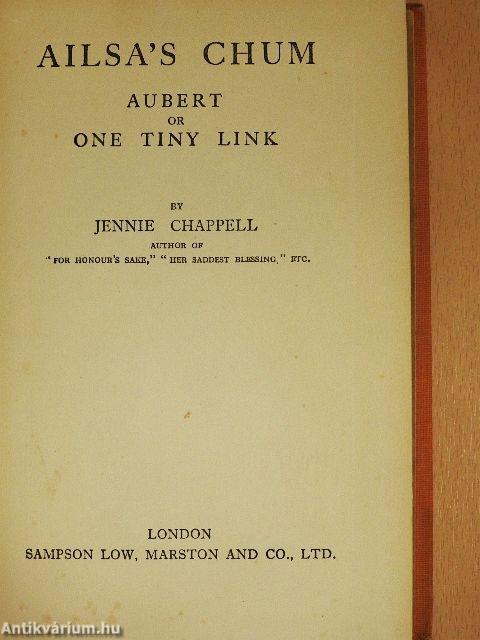 AILSA'S CHUM
AUBERT
OR
ONE TINY LINK
BY
JENNIE CHAPPELL
AUTHOR OF
"FOR HONOUR'S SAKE," "HER SADDEST BLESSING," ETC.
LONDON
SAMPSON LOW, MARSTON AND CO., LTD.
Antikvárium.hu